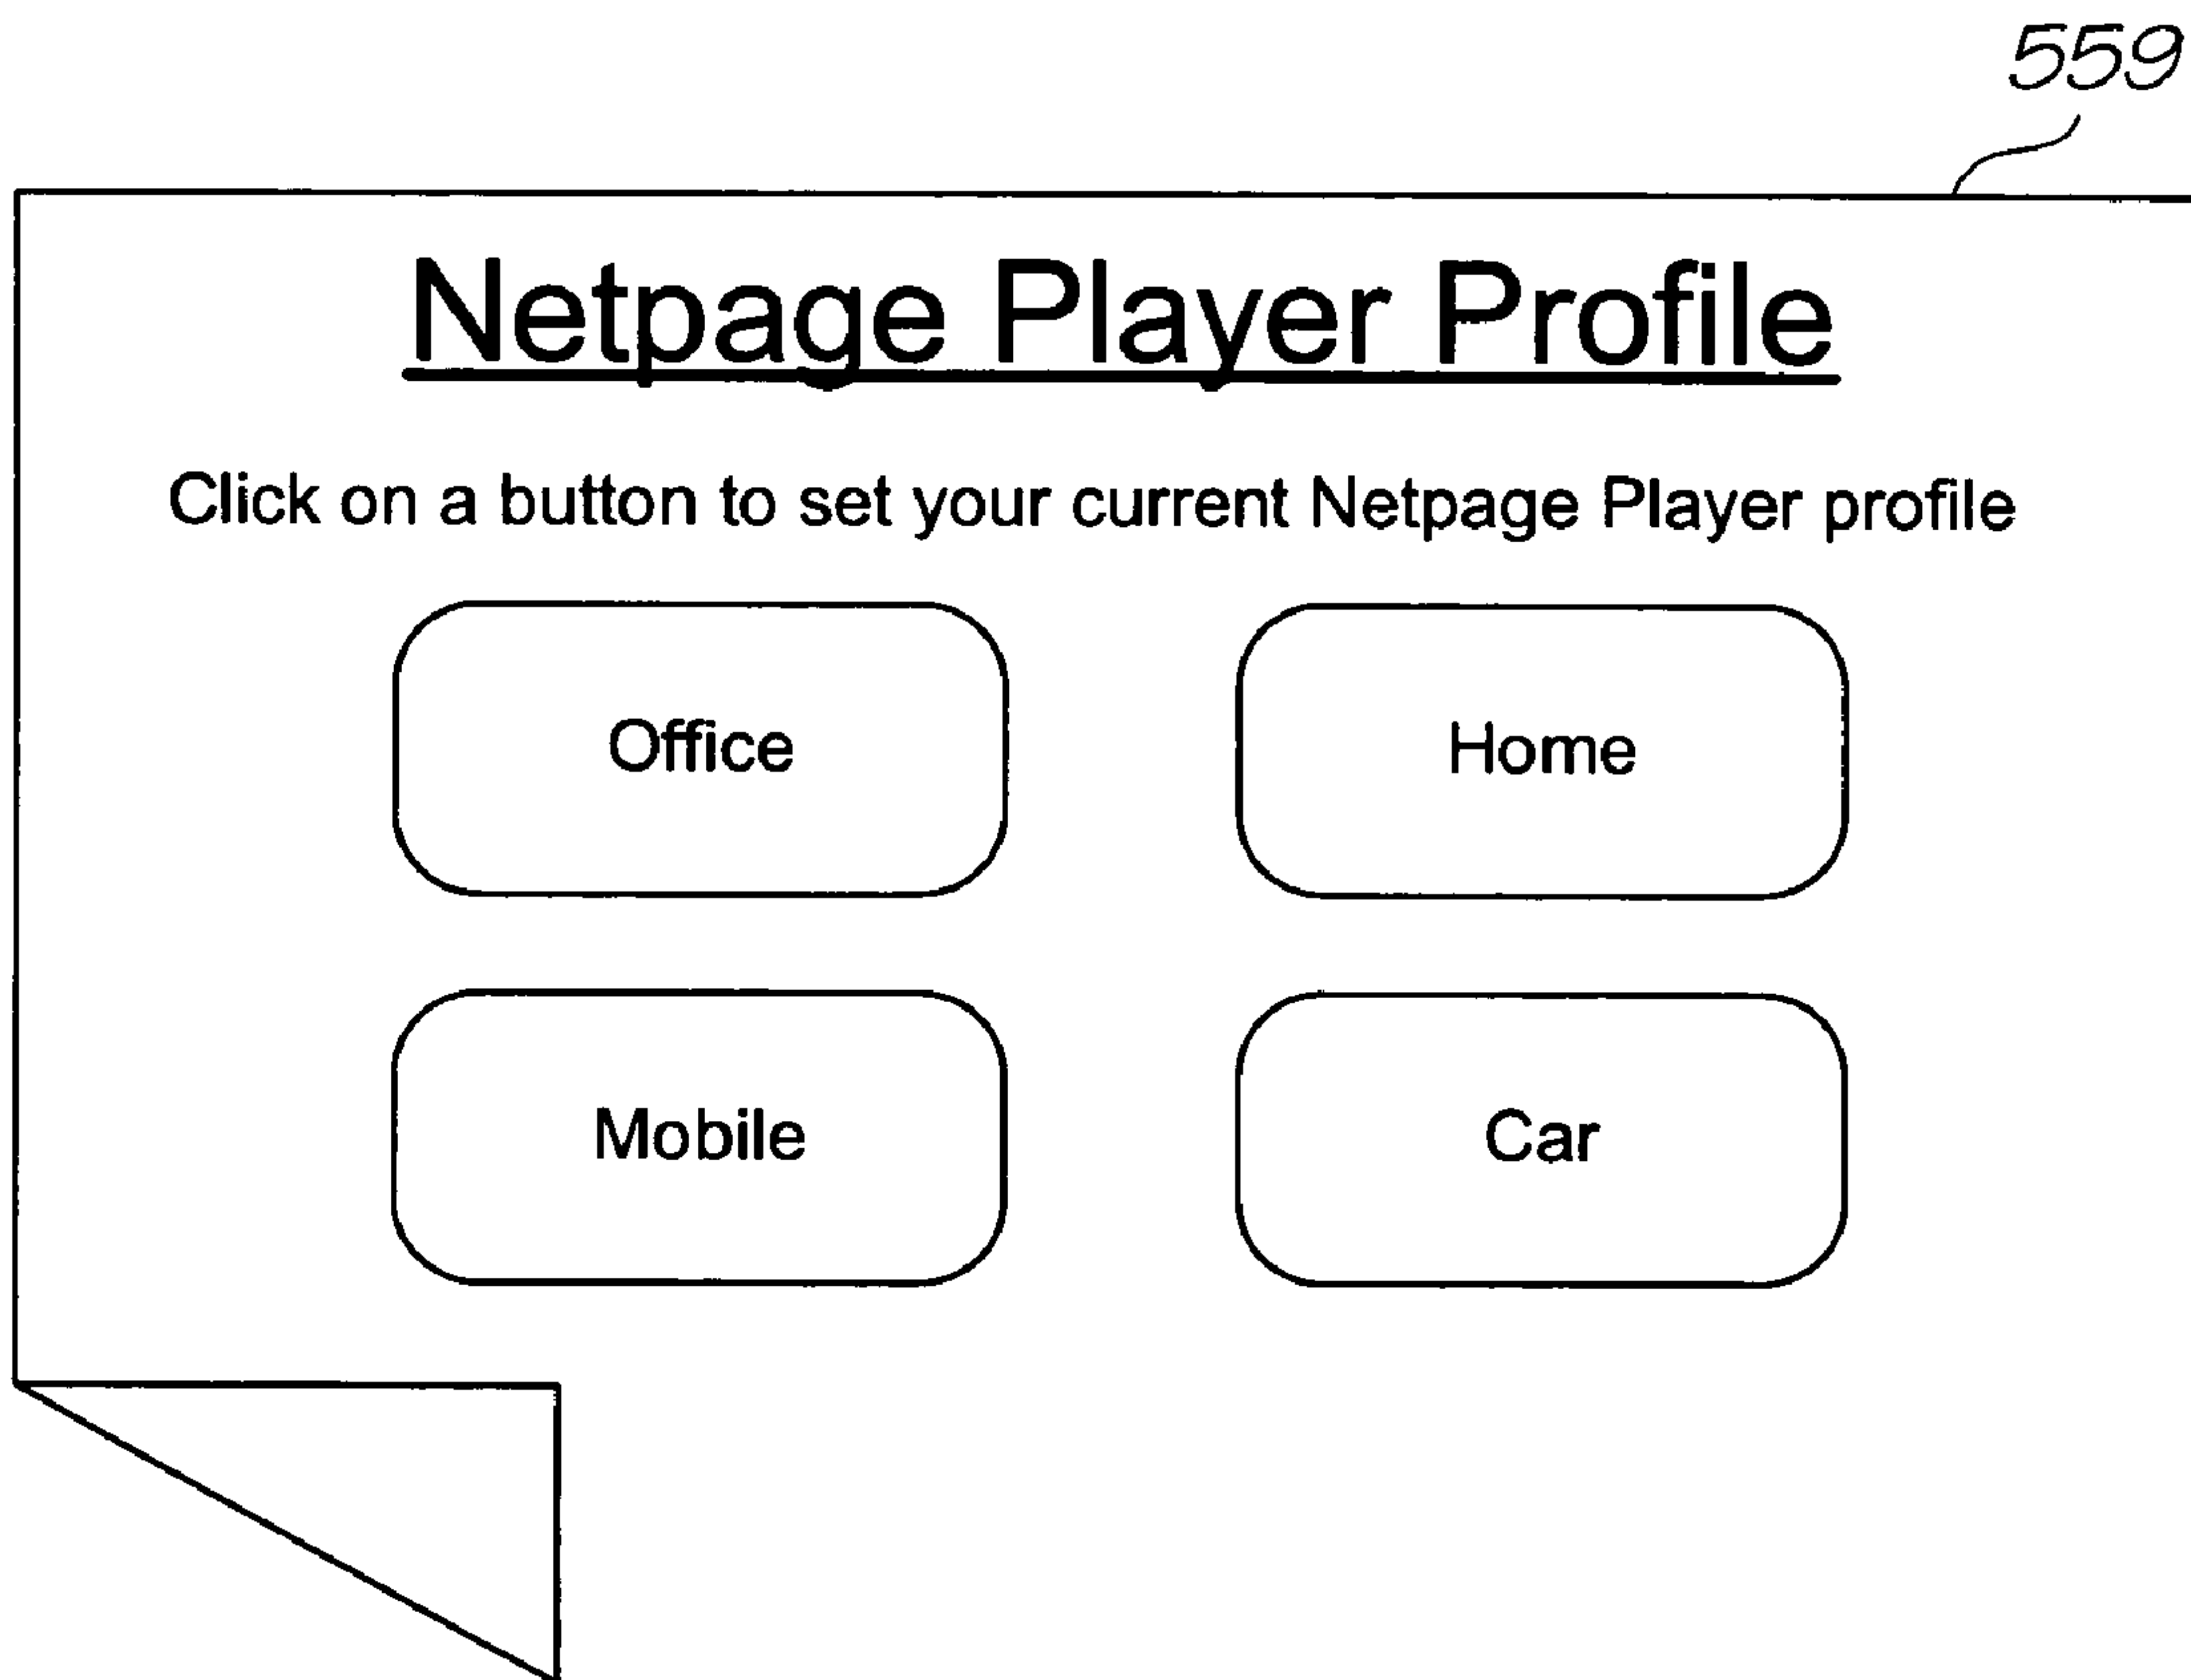 559
Netpage Player Profile
Click on a button to set your current Netpage Player profile
Office
Home
Mobile
Car